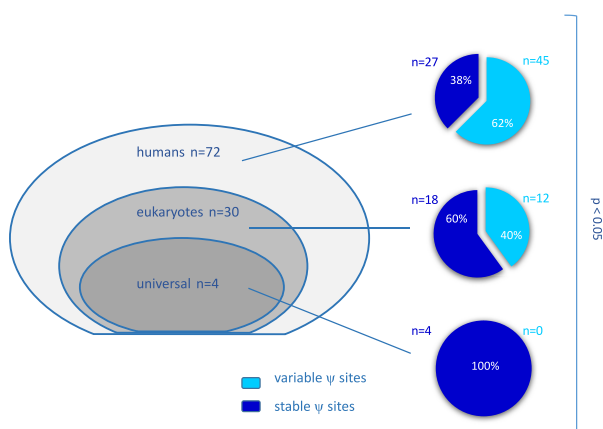 n=27 n=45
38%
62%
humans n=72
n=18 n=12
eukaryotes n=30
60%
40%
p < 0.05
universal n=4
n=4 n=0
100%
variable ψ sites
stable ψ sites